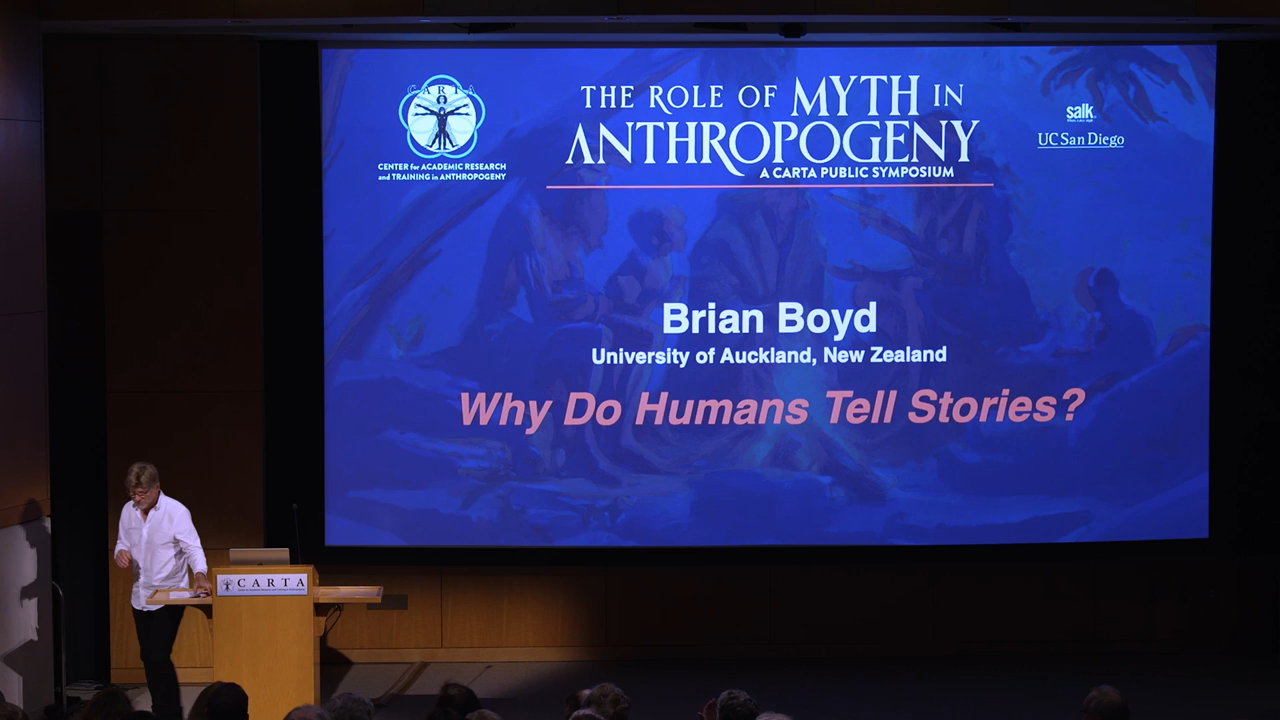 CARTA
CENTER for ACADEMIC RESEARCH
and TRAINING in ANTHROPOGENY
THE ROLE OF MYTH IN
ANTHROPOGENY
A CARTA PUBLIC SYMPOSIUM
salk
UC San Diego
Brian Boyd
University of Auckland, New Zealand
Why Do Humans Tell Stories?
CARTA